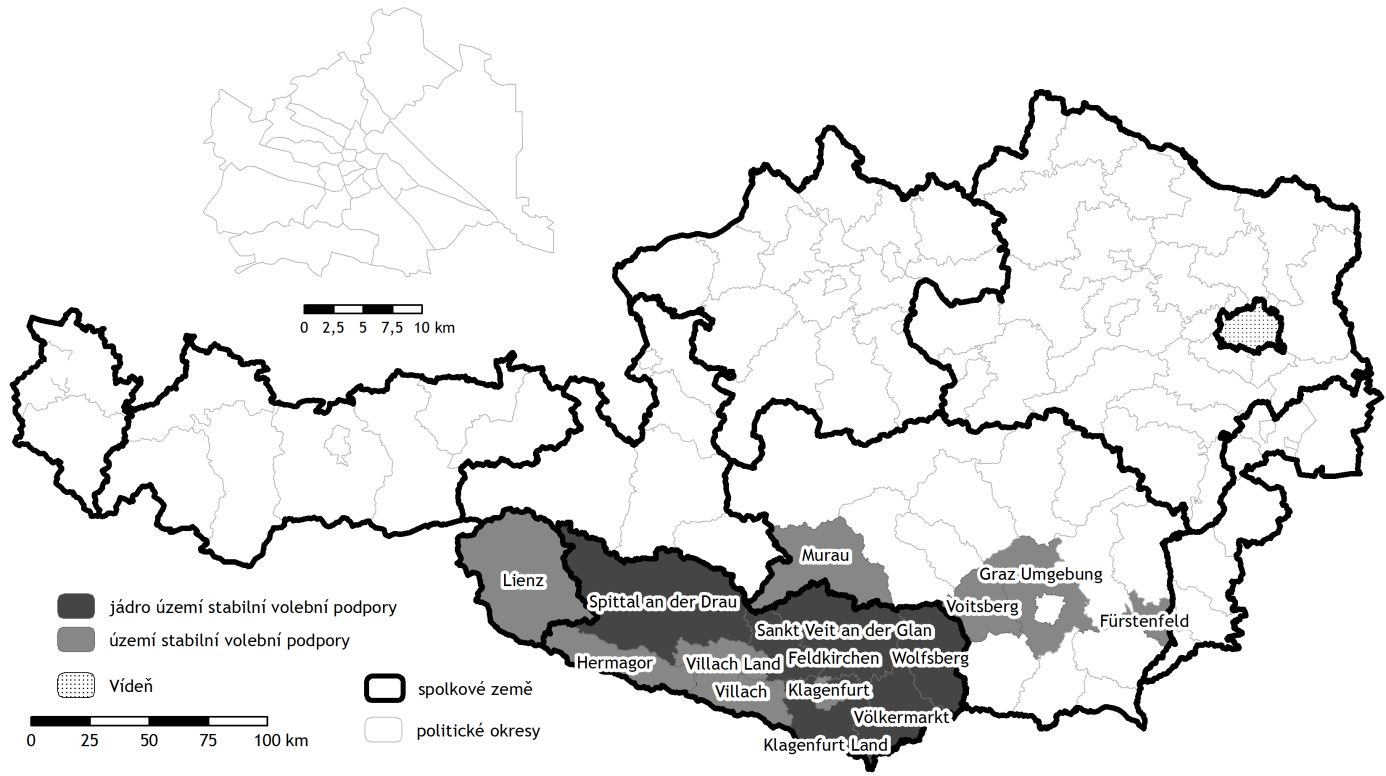 0 2,5 5 7,5 10 km
Murau
Lienz
Graz Umgebung
Spittal an der Drau
Voitsberg
Fürstenfeld
Sankt Veit an der Glan
Hermagor
Villach Land
Feldkirchen
Wolfsberg
Villach
Klagenfurt
Völkermarkt
Klagenfurt Land
jádro území stabilní volební podpory
území stabilní volební podpory
Vídeň
spolkové země
politické okresy
0 25 50 75 100 km